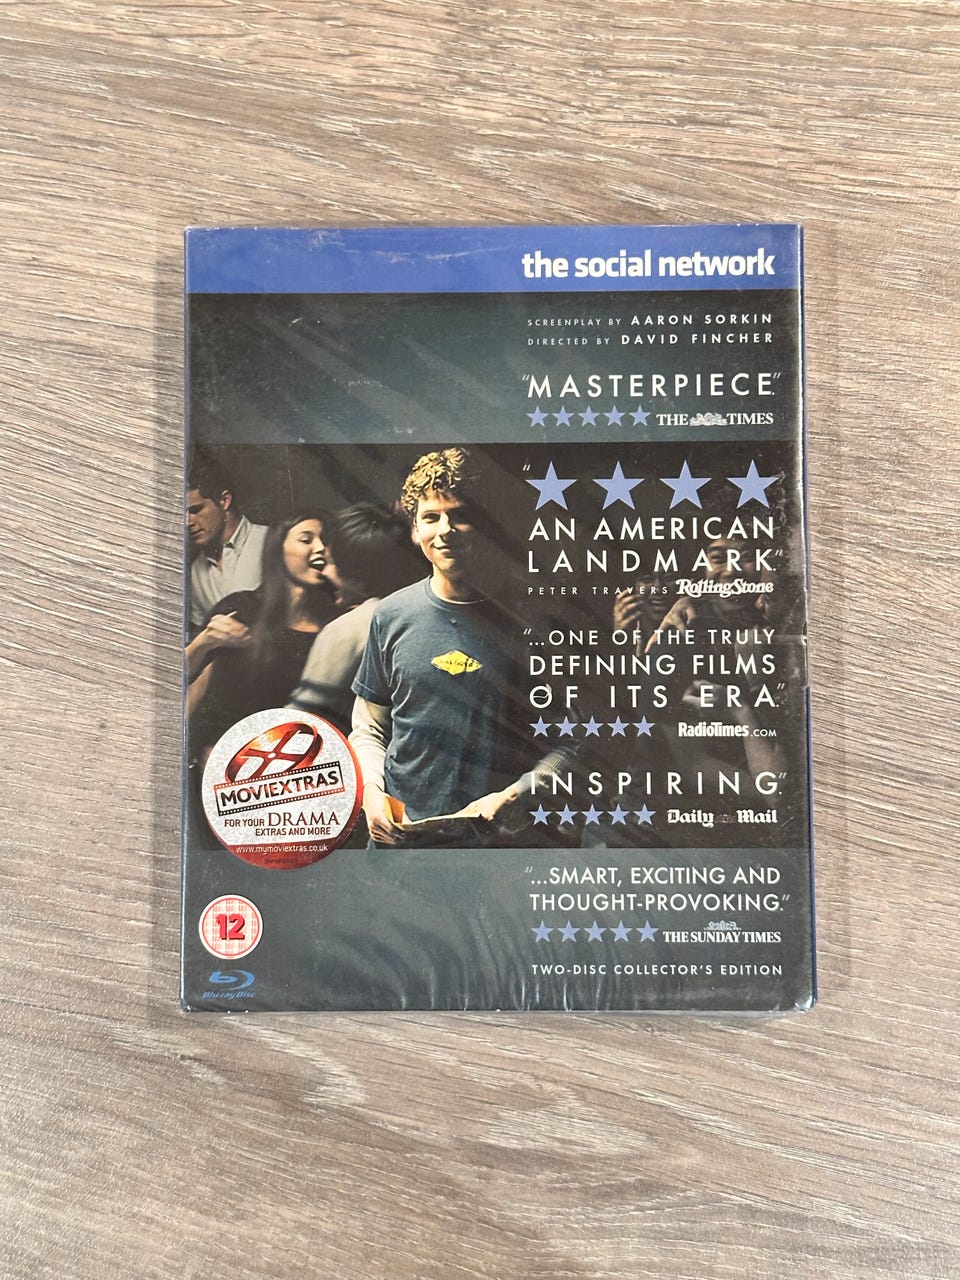 the social network
SCREENPLAY BY AARON SORKIN
DIRECTED BY DAVID FINCHER
“MASTERPIECE.”
THE TIMES
“
AN AMERICAN
LANDMARK.”
PETER TRAVERS Rolling Stone
“...ONE OF THE TRULY
DEFINING FILMS
OF ITS ERA.”
RadioTimes.COM
INSPIRING.”
Daily Mail
“...SMART, EXCITING AND
THOUGHT-PROVOKING.”
THE SUNDAY TIMES
TWO-DISC COLLECTOR'S EDITION
MOVIEXTRAS
FOR YOUR DRAMA
EXTRAS AND MORE
www.mymoviextras.co.uk
12
Blu-ray Disc